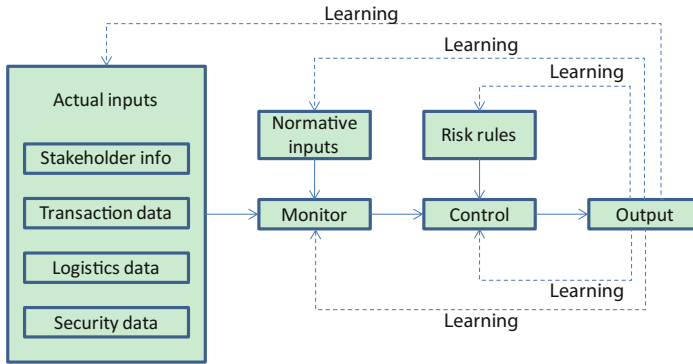 Learning
Learning
Learning
Actual inputs
Stakeholder info
Transaction data
Logistics data
Security data
Normative
inputs
Risk rules
Monitor
Control
Output
Learning
Learning